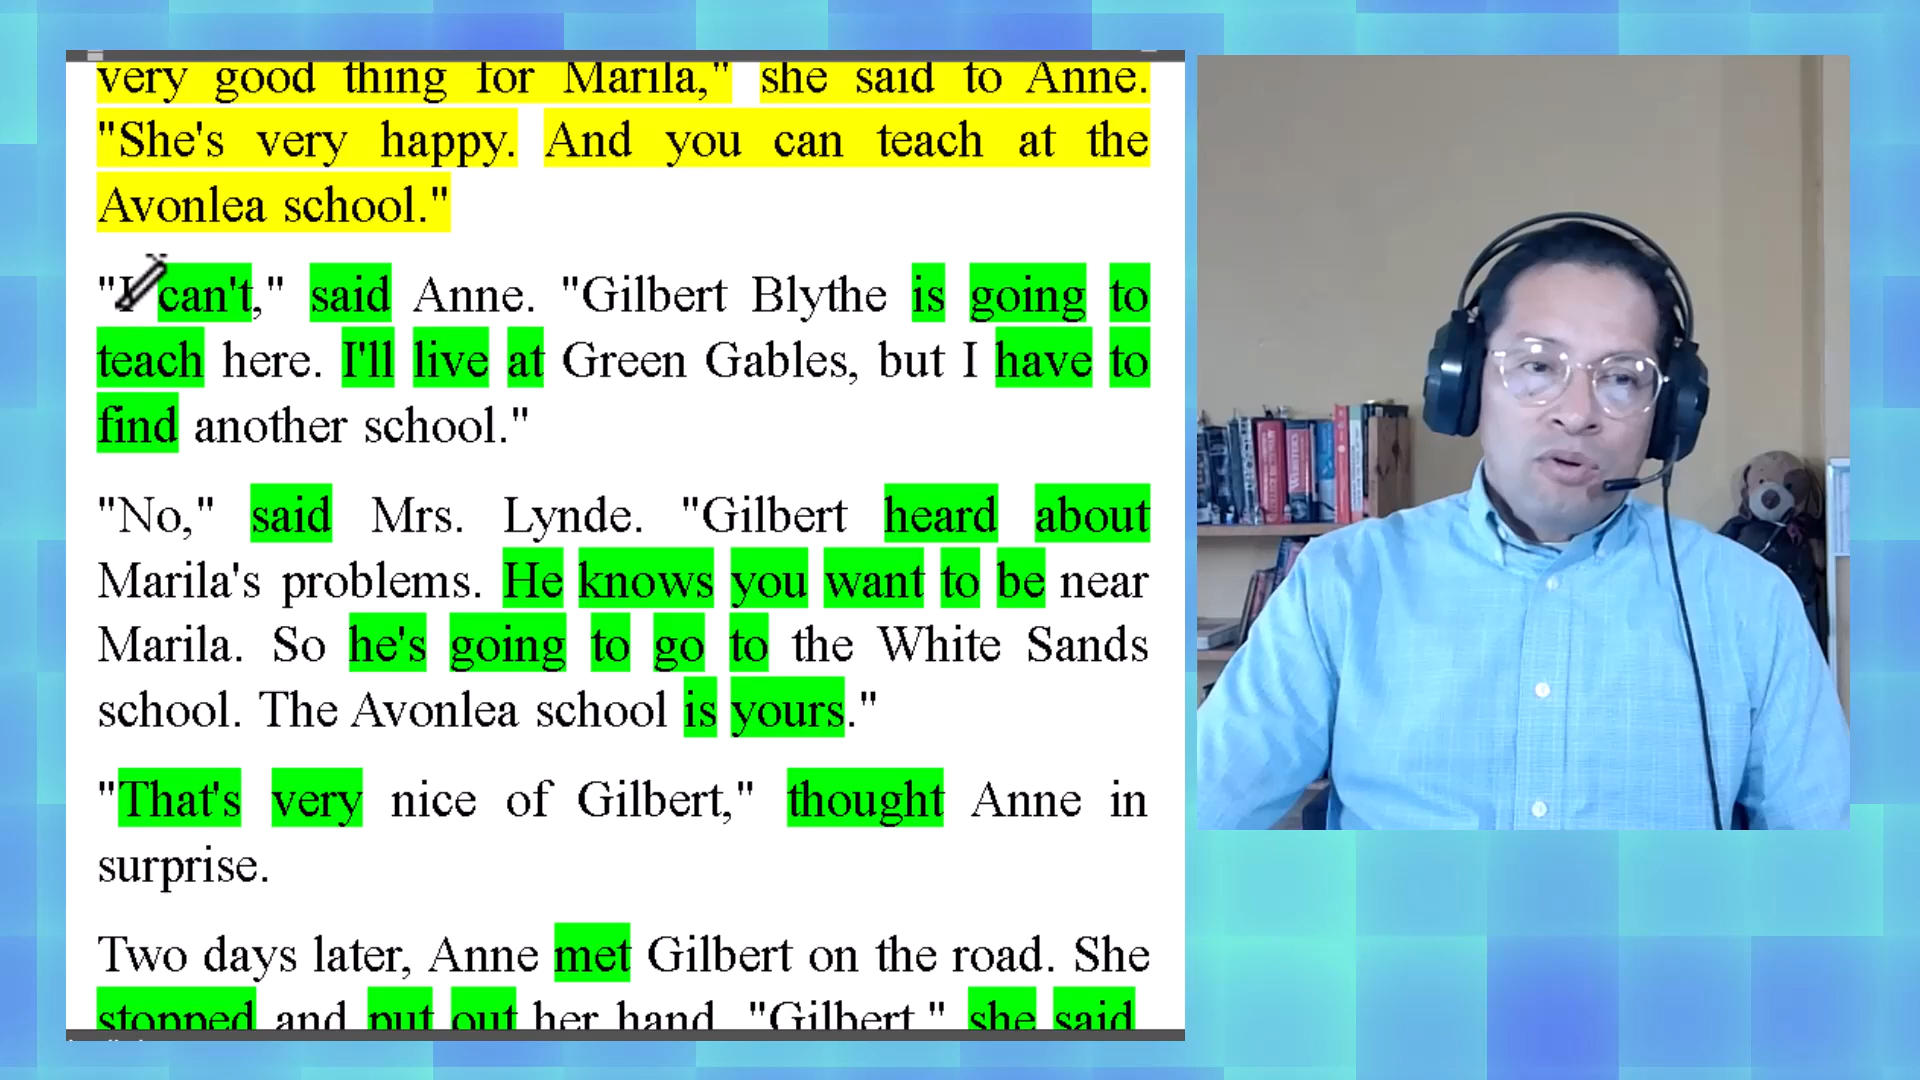 very good thing for Marila," she said to Anne.
"She's very happy. And you can teach at the
Avonlea school."
"I can't," said Anne. "Gilbert Blythe is going to
teach here. I'll live at Green Gables, but I have to
find another school."
"No," said Mrs. Lynde. "Gilbert heard about
Marila's problems. He knows you want to be near
Marila. So he's going to go to the White Sands
school. The Avonlea school is yours."
"That's very nice of Gilbert," thought Anne in
surprise.
Two days later, Anne met Gilbert on the road. She
stopped and put out her hand. "Gilbert," she said,
WEBSTER'S